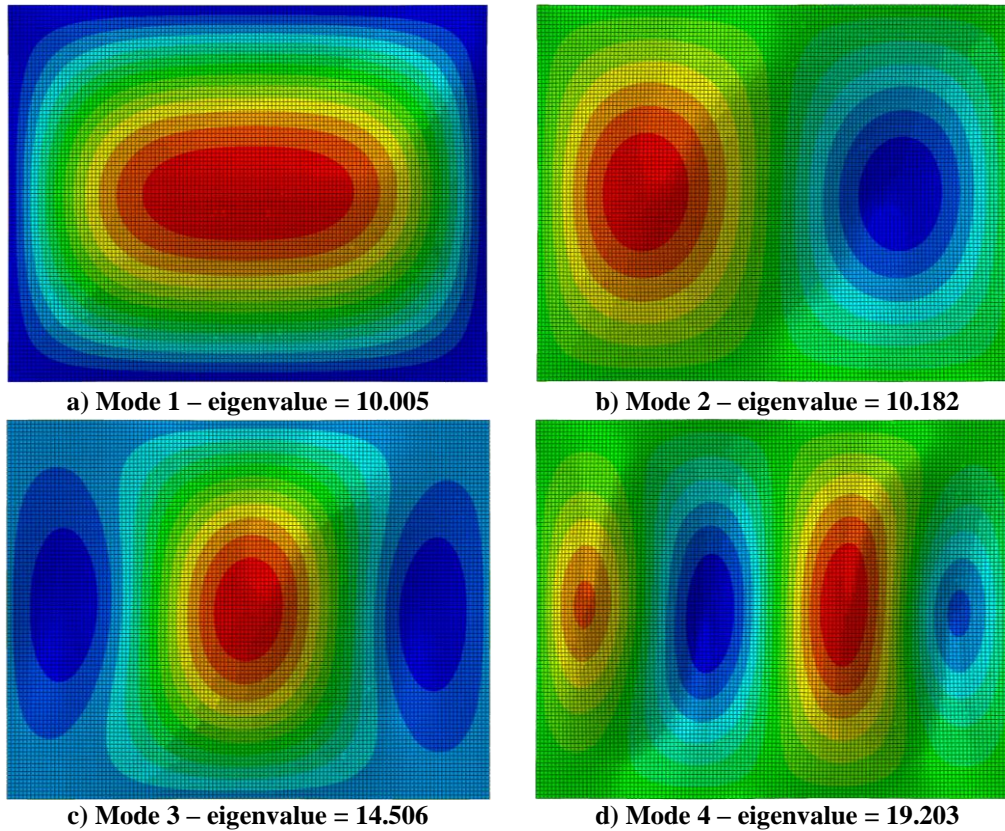 a) Mode 1 – eigenvalue = 10.005
b) Mode 2 – eigenvalue = 10.182
c) Mode 3 – eigenvalue = 14.506
d) Mode 4 – eigenvalue = 19.203